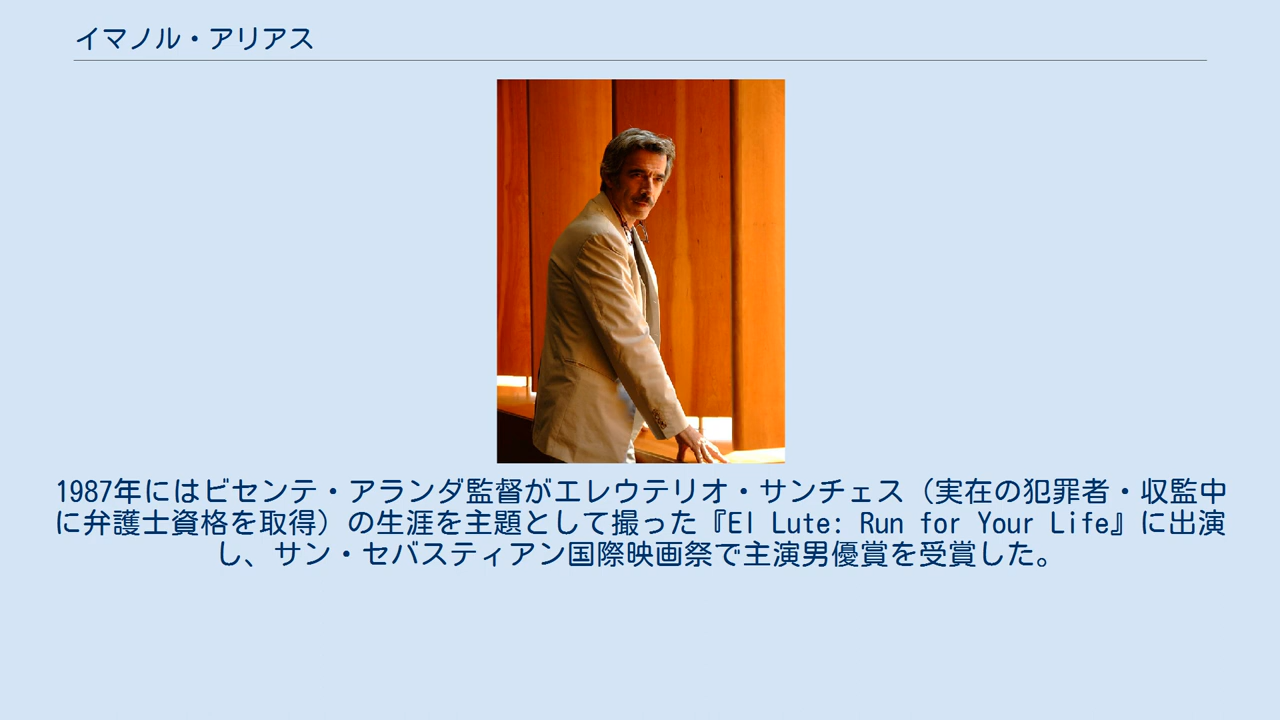 イマノル・アリアス
1987年にはビセンテ・アランダ監督がエレウテリオ・サンチェス（実在の犯罪者・収監中
に弁護士資格を取得）の生涯を主題として撮った『El Lute: Run for Your Life』に出演
し、サン・セバスティアン国際映画祭で主演男優賞を受賞した。